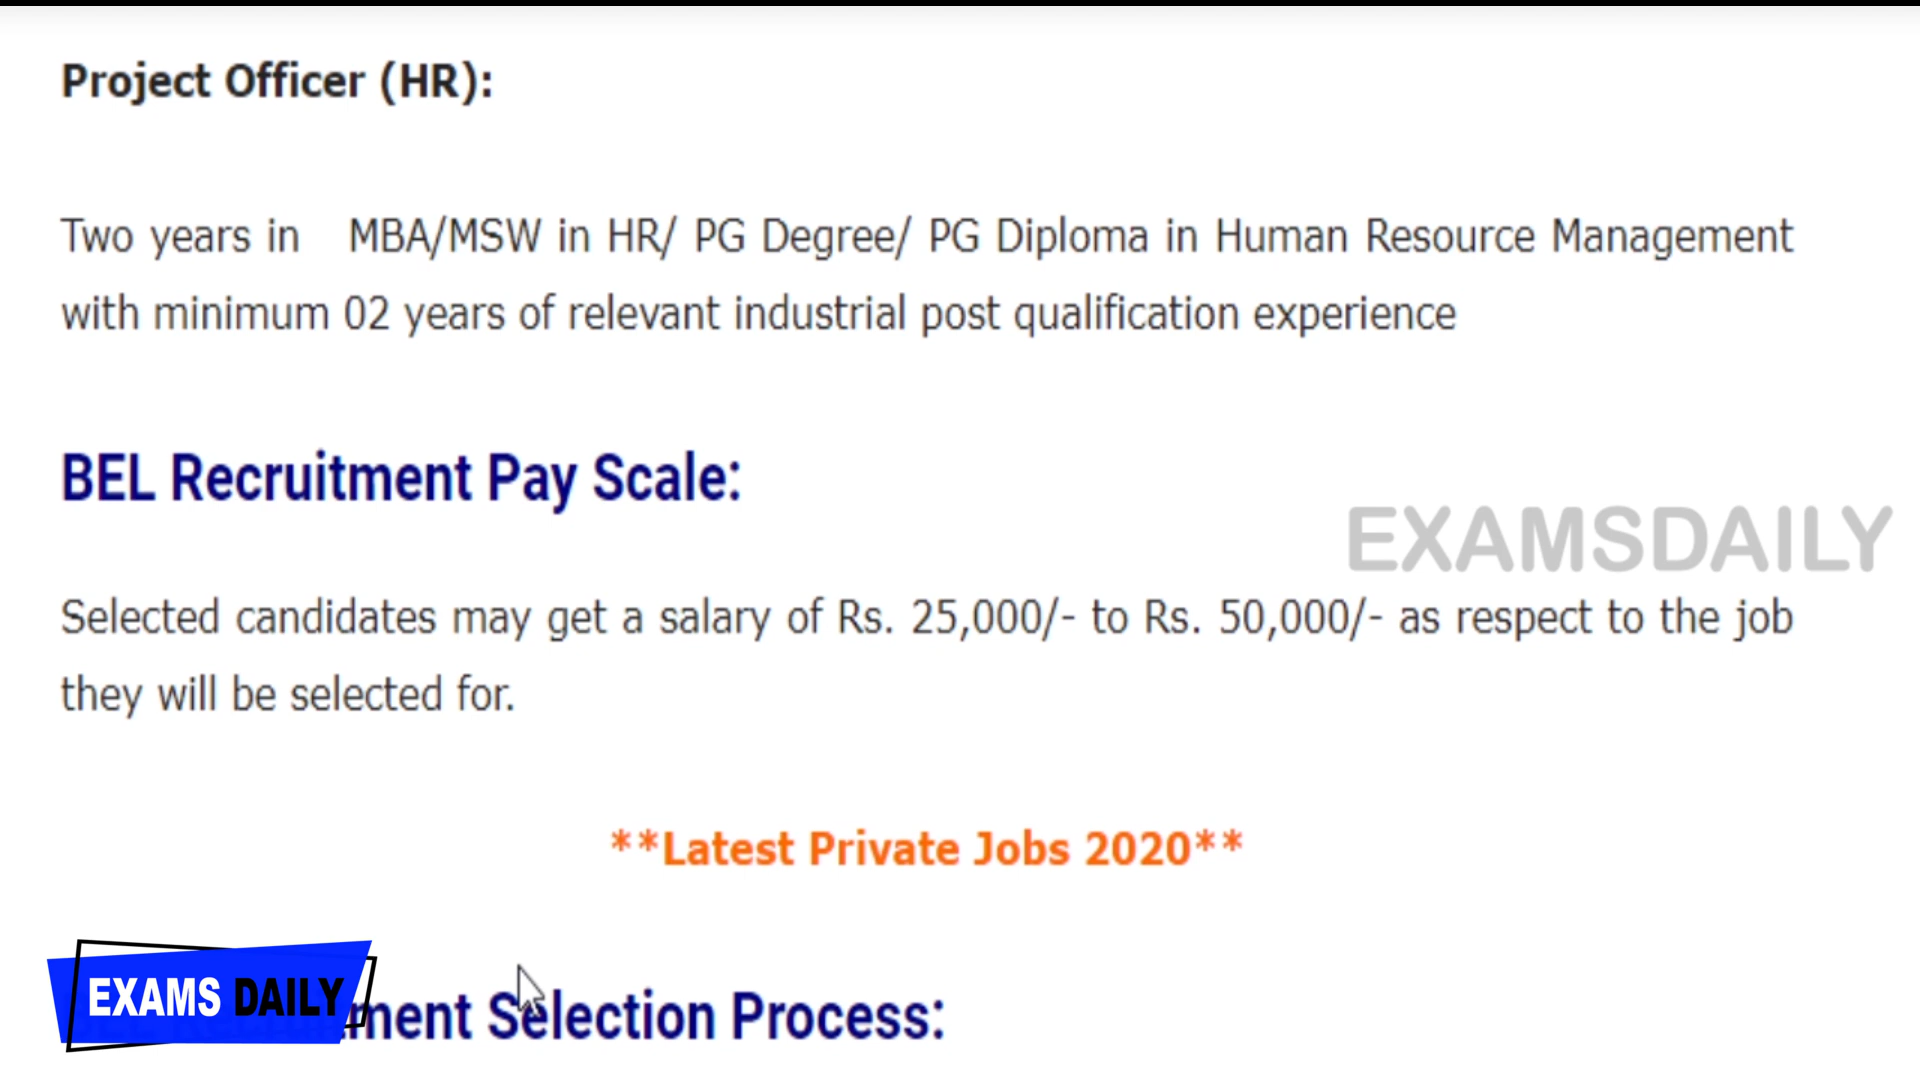 Project Officer (HR):
Two years in MBA/MSW in HR/ PG Degree/ PG Diploma in Human Resource Management
with minimum 02 years of relevant industrial post qualification experience
BEL Recruitment Pay Scale:
EXAMSDAILY
Selected candidates may get a salary of Rs. 25,000/- to Rs. 50,000/- as respect to the job
they will be selected for.
**Latest Private Jobs 2020**
EXAMS DAILY
Selection Process: